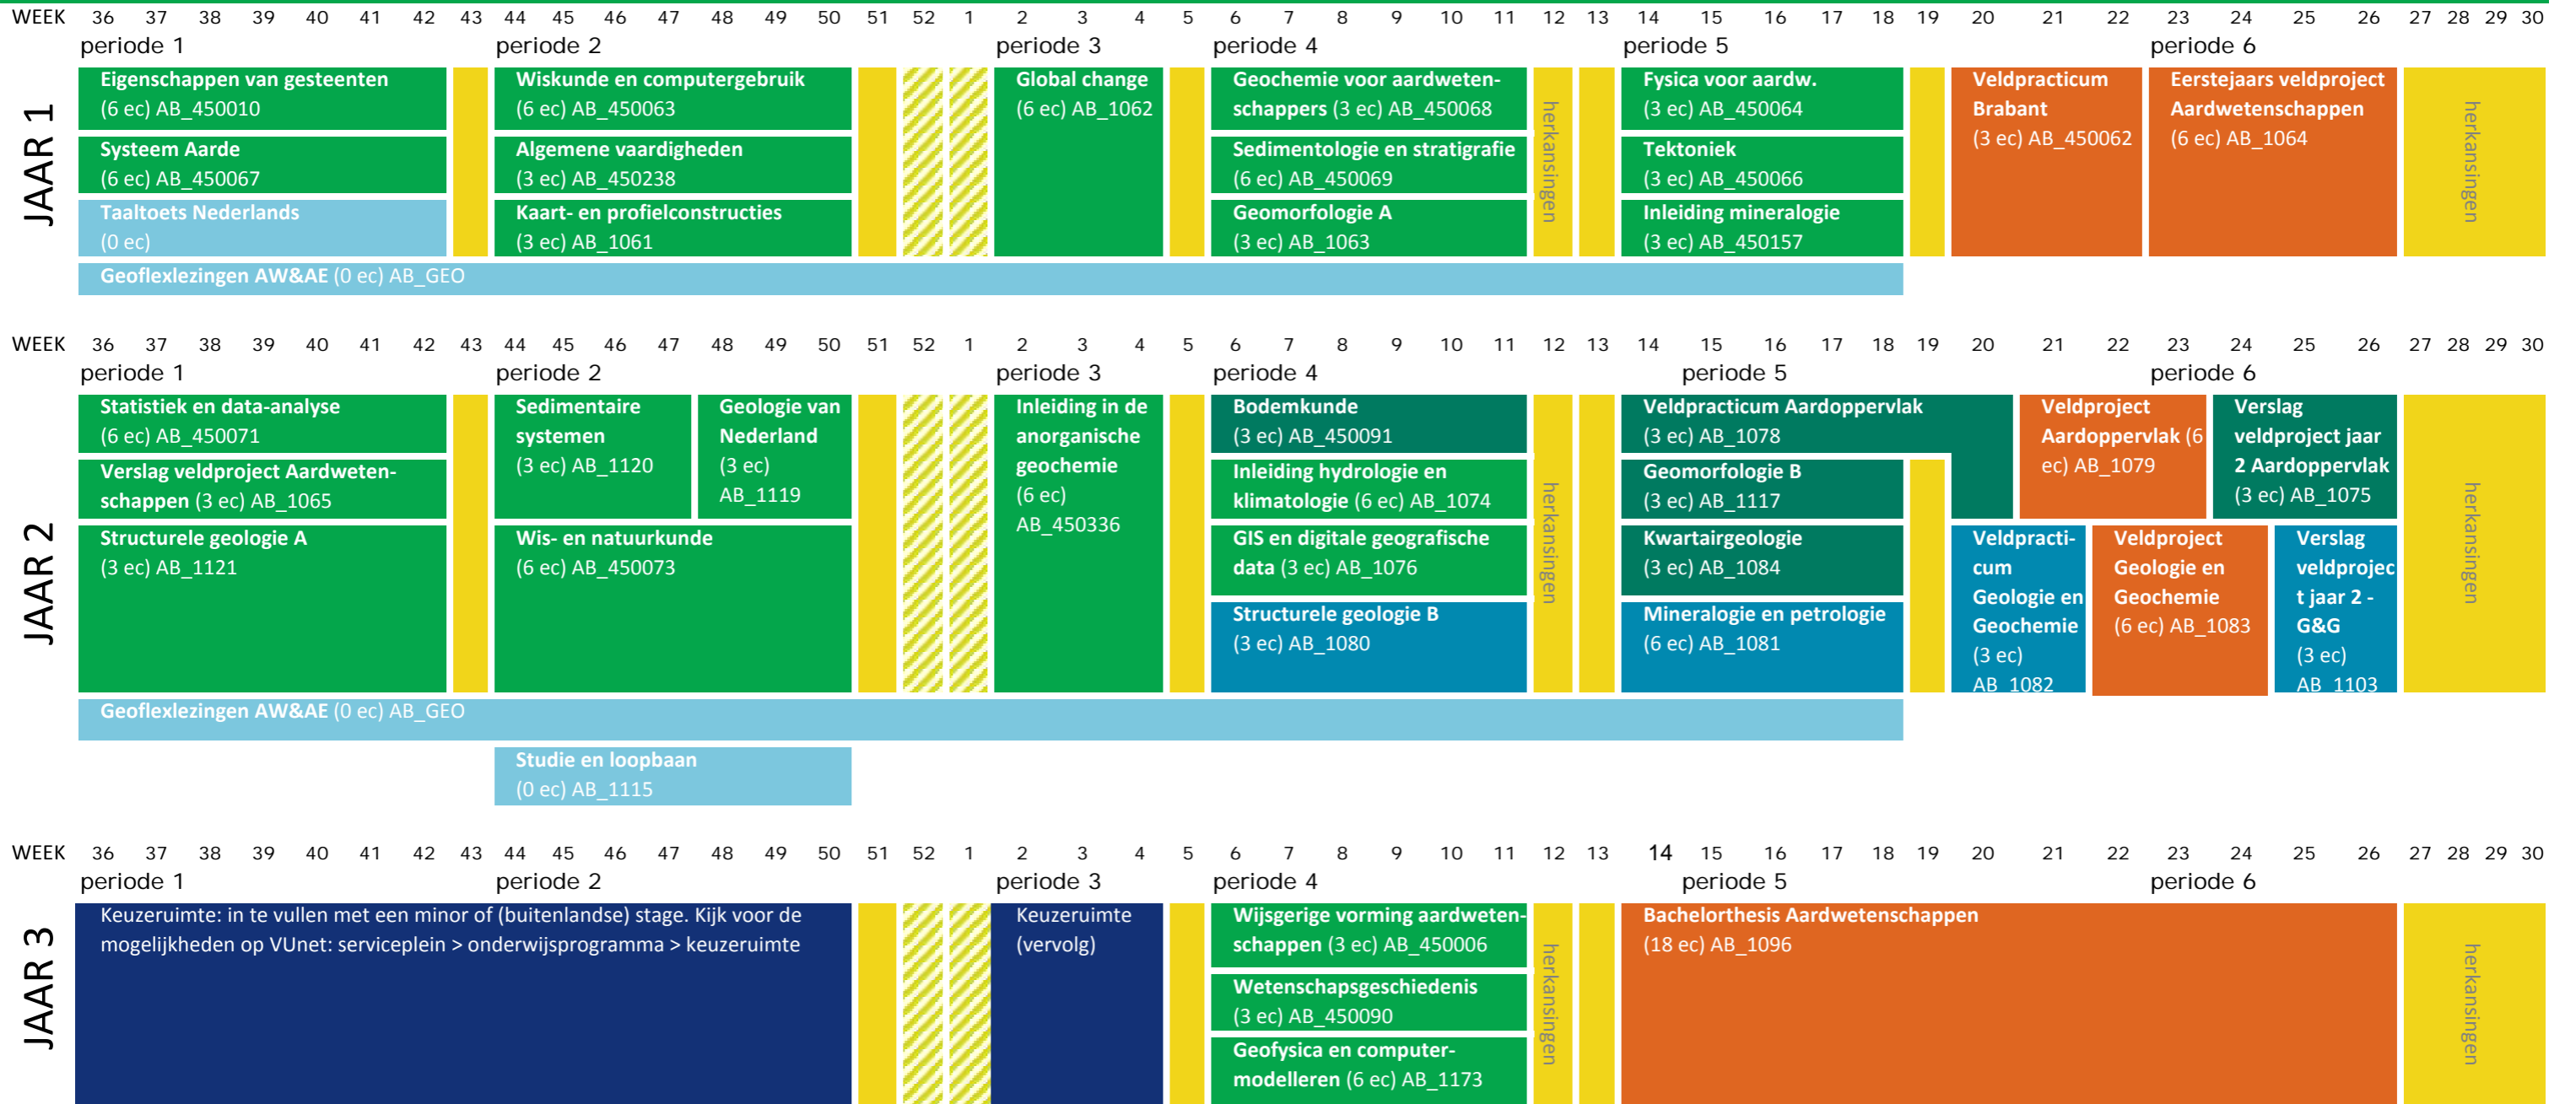 WEEK 36 37 38 39 40 41 42 43 44 45 46 47 48 49 50 51 52 1 2 3 4 5 6 7 8 9 10 11 12 13 14 15 16 17 18 19 20 21 22 23 24 25 26 27 28 29 30
periode 1 periode 2 periode 3 periode 4 periode 5 periode 6
JAAR 1
Eigenschappen van gesteenten
(6 ec) AB_450010
Systeem Aarde
(6 ec) AB_450067
Taaltoets Nederlands
(0 ec)
Wiskunde en computergebruik
(6 ec) AB_450063
Algemene vaardigheden
(3 ec) AB_450238
Kaart- en profielconstructies
(3 ec) AB_1061
Global change
(6 ec) AB_1062
Geochemie voor aardweten-
schappers (3 ec) AB_450068
Sedimentologie en stratigrafie
(6 ec) AB_450069
Geomorfologie A
(3 ec) AB_1063
herkansingen
Fysica voor aardw.
(3 ec) AB_450064
Tektoniek
(3 ec) AB_450066
Inleiding mineralogie
(3 ec) AB_450157
Veldpracticum
Brabant
(3 ec) AB_450062
Eerstejaars veldproject
Aardwetenschappen
(6 ec) AB_1064
herkansingen
Geoflexlezingen AW&AE (0 ec) AB_GEO
WEEK 36 37 38 39 40 41 42 43 44 45 46 47 48 49 50 51 52 1 2 3 4 5 6 7 8 9 10 11 12 13 14 15 16 17 18 19 20 21 22 23 24 25 26 27 28 29 30
periode 1 periode 2 periode 3 periode 4 periode 5 periode 6
JAAR 2
Statistiek en data-analyse
(6 ec) AB_450071
Verslag veldproject Aardweten-
schappen (3 ec) AB_1065
Structurele geologie A
(3 ec) AB_1121
Sedimentaire
systemen
(3 ec) AB_1120
Geologie van
Nederland
(3 ec)
AB_1119
Wis- en natuurkunde
(6 ec) AB_450073
Inleiding in de
anorganische
geochemie
(6 ec)
AB_450336
Bodemkunde
(3 ec) AB_450091
Inleiding hydrologie en
klimatologie (6 ec) AB_1074
GIS en digitale geografische
data (3 ec) AB_1076
Structurele geologie B
(3 ec) AB_1080
herkansingen
Veldpracticum Aardoppervlak
(3 ec) AB_1078
Geomorfologie B
(3 ec) AB_1117
Kwartairgeologie
(3 ec) AB_1084
Mineralogie en petrologie
(6 ec) AB_1081
Veldproject
Aardoppervlak (6
ec) AB_1079
Verslag
veldproject jaar
2 Aardoppervlak
(3 ec) AB_1075
Veldpracti-
cum
Geologie en
Geochemie
(3 ec)
AB_1082
Veldproject
Geologie en
Geochemie
(6 ec) AB_1083
Verslag
veldprojec
t jaar 2 -
G&G
(3 ec)
AB_1103
herkansingen
Geoflexlezingen AW&AE (0 ec) AB_GEO
Studie en loopbaan
(0 ec) AB_1115
WEEK 36 37 38 39 40 41 42 43 44 45 46 47 48 49 50 51 52 1 2 3 4 5 6 7 8 9 10 11 12 13 14 15 16 17 18 19 20 21 22 23 24 25 26 27 28 29 30
periode 1 periode 2 periode 3 periode 4 periode 5 periode 6
JAAR 3
Keuzeruimte: in te vullen met een minor of (buitenlandse) stage. Kijk voor de
mogelijkheden op VUnet: serviceplein > onderwijsprogramma > keuzeruimte
Keuzeruimte
(vervolg)
Wijsgerige vorming aardweten-
schappen (3 ec) AB_450006
Wetenschapsgeschiedenis
(3 ec) AB_450090
Geofysica en computer-
modelleren (6 ec) AB_1173
herkansingen
Bachelorthesis Aardwetenschappen
(18 ec) AB_1096
herkansingen